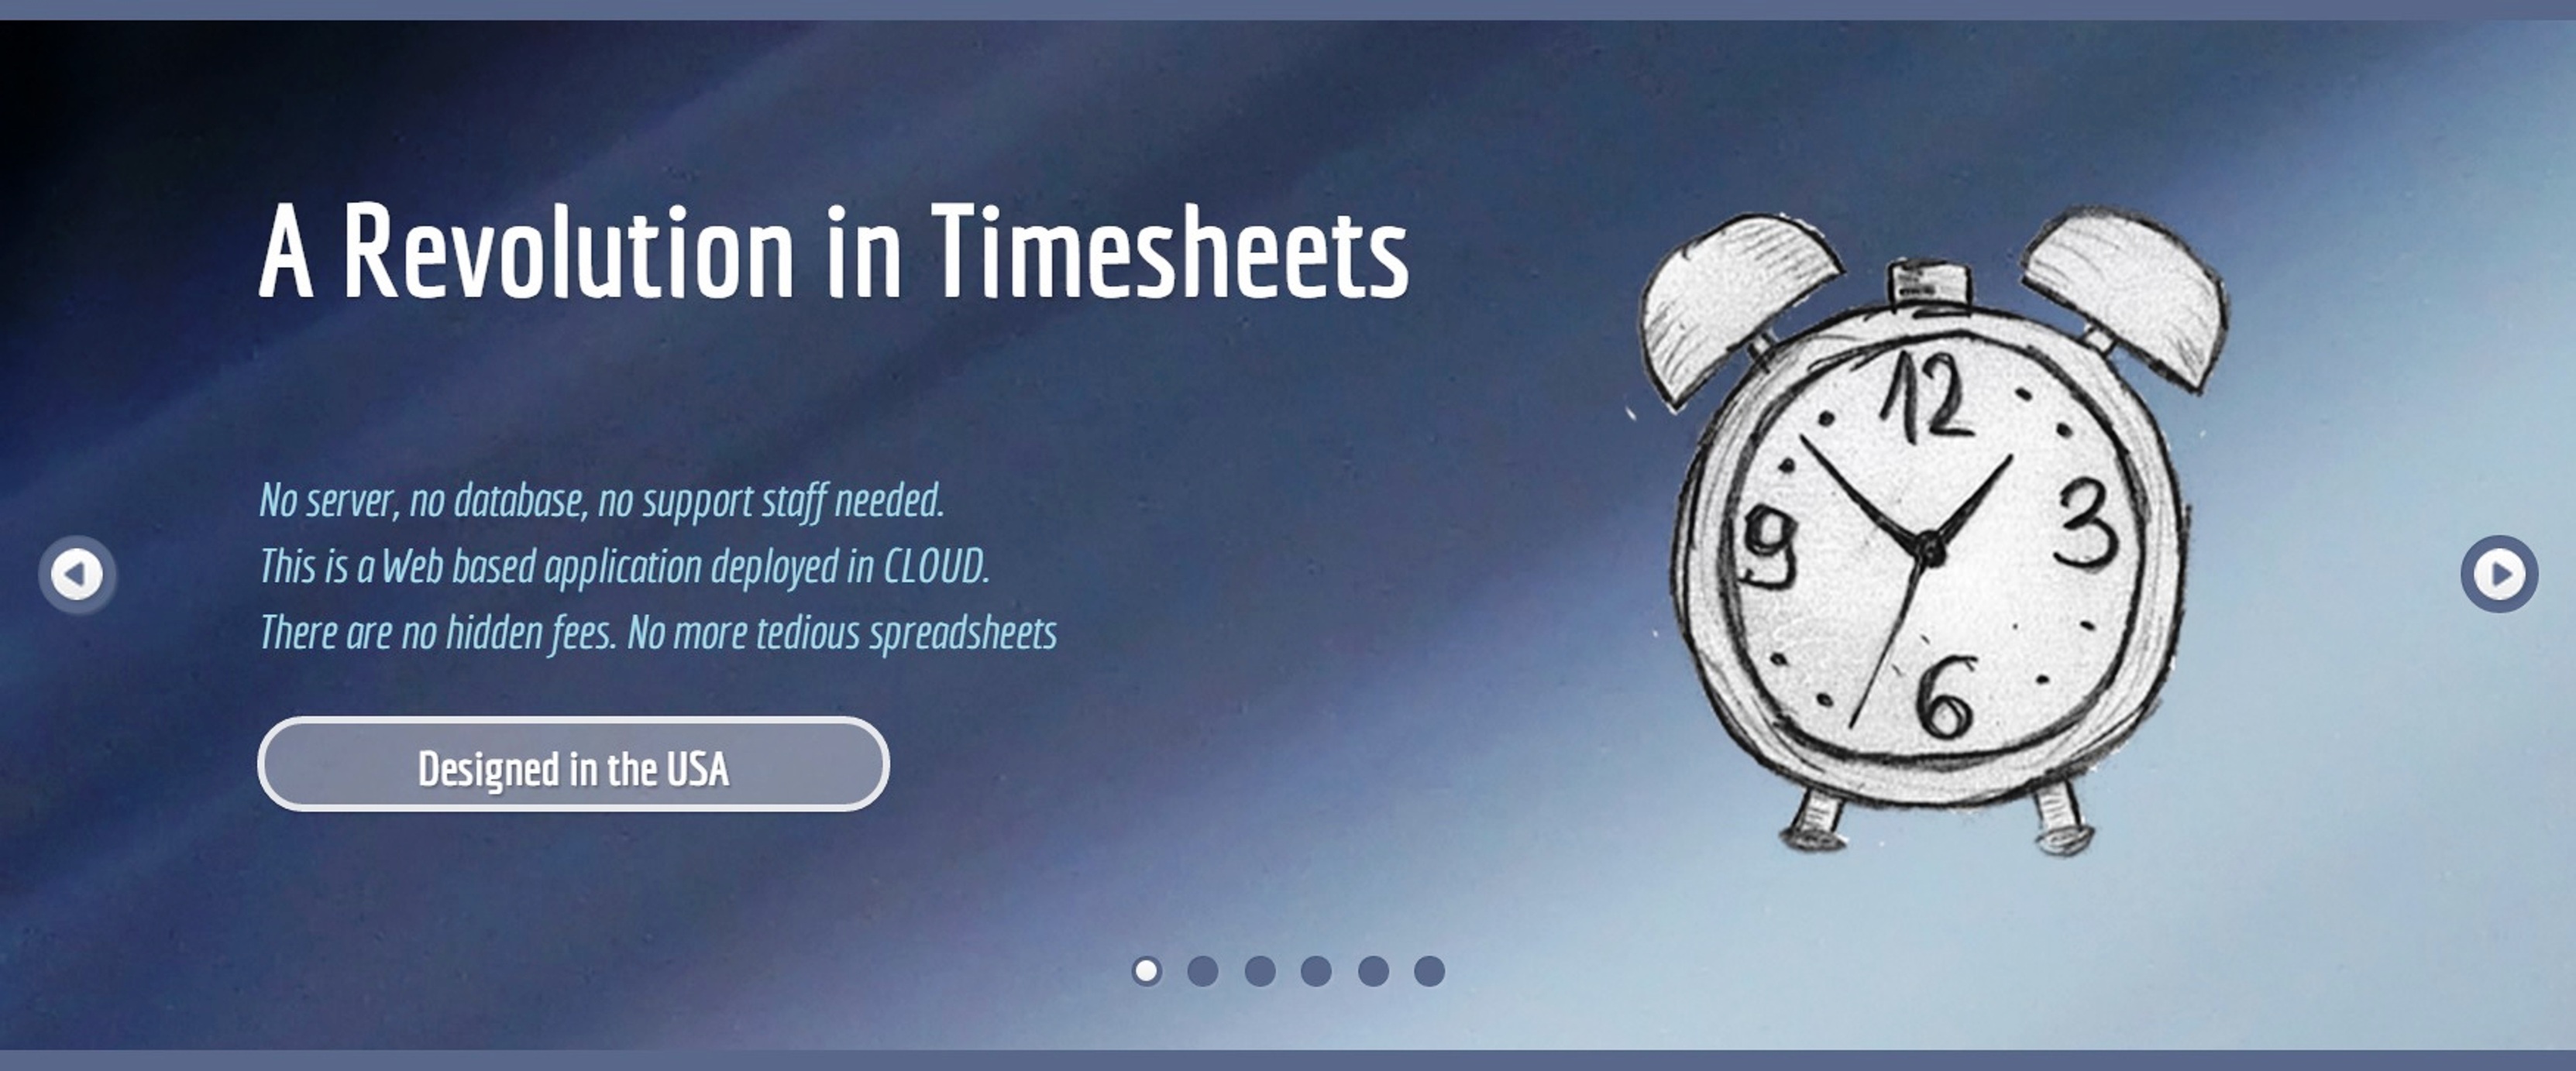 A Revolution in Timesheets
No server, no database, no support staff needed.
This is a Web based application deployed in CLOUD.
There are no hidden fees. No more tedious spreadsheets
Designed in the USA
12
3
9
6